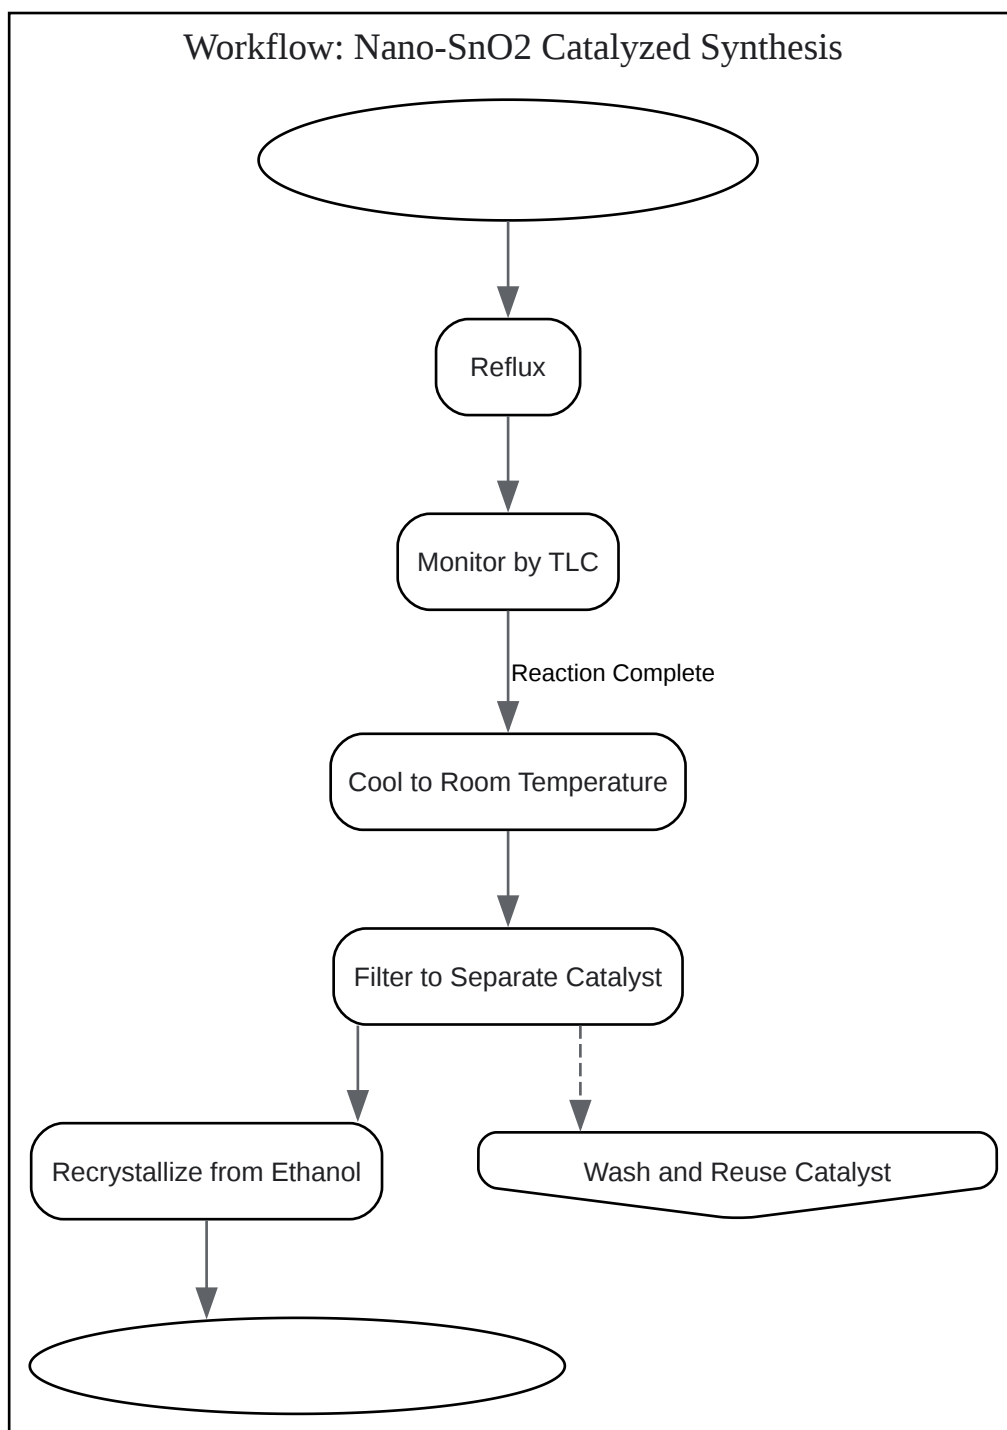 Workflow: Nano-SnO2 Catalyzed Synthesis
Reflux
Monitor by TLC
Reaction Complete
Cool to Room Temperature
Filter to Separate Catalyst
Recrystallize from Ethanol
Wash and Reuse Catalyst